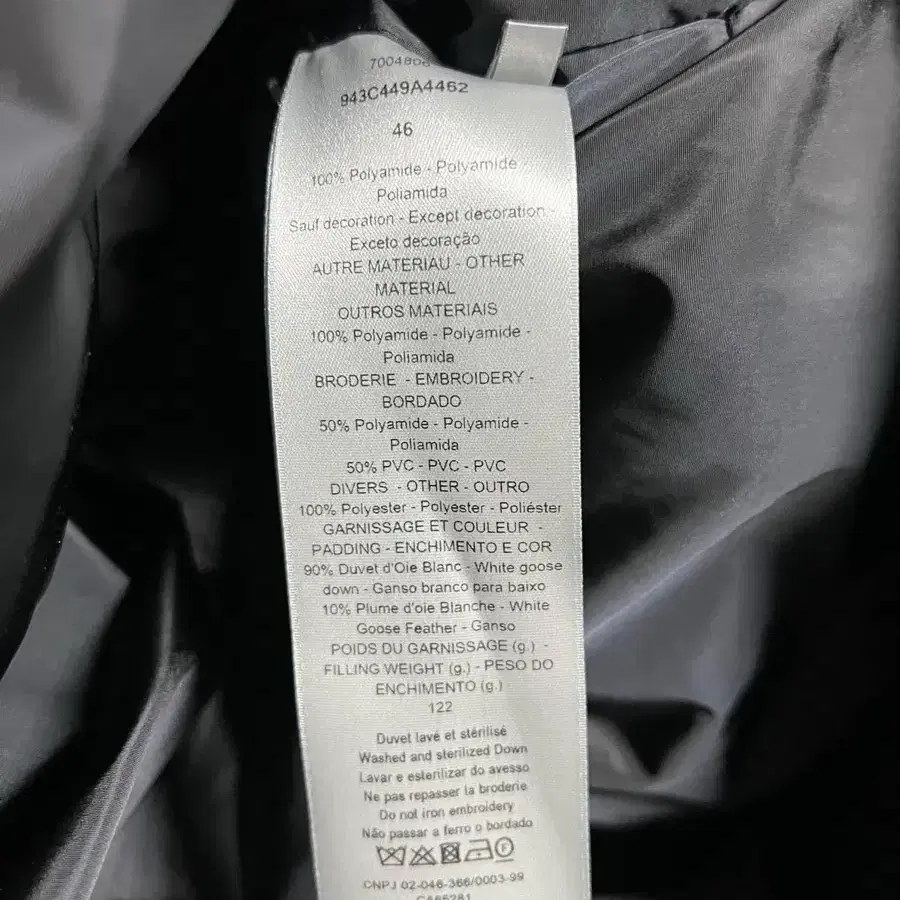 943C449A4462
46
100% Polyamide - Polyamide -
Poliamida
Sauf decoration - Except decoration -
Exceto decoração
AUTRE MATERIAU - OTHER
MATERIAL
OUTROS MATERIAIS
100% Polyamide - Polyamide -
Poliamida
BRODERIE - EMBROIDERY -
BORDADO
50% Polyamide - Polyamide -
Poliamida
50% PVC - PVC - PVC
DIVERS - OTHER - OUTRO
100% Polyester - Polyester - Poliéster
GARNISSAGE ET COULEUR -
PADDING - ENCHIMENTO E COR
90% Duvet d'Oie Blanc - White goose
down - Ganso branco para baixo
10% Plume d'oie Blanche - White
Goose Feather - Ganso
POIDS DU GARNISSAGE (g.) -
FILLING WEIGHT (g.) - PESO DO
ENCHIMENTO (g.)
122
Duvet lavé et stérilisé
Washed and sterilized Down
Lavar e esterilizar do avesso
Ne pas repasser la broderie
Do not iron embroidery
Não passar a ferro o bordado
F
CNPJ 02-046-366/0003-99